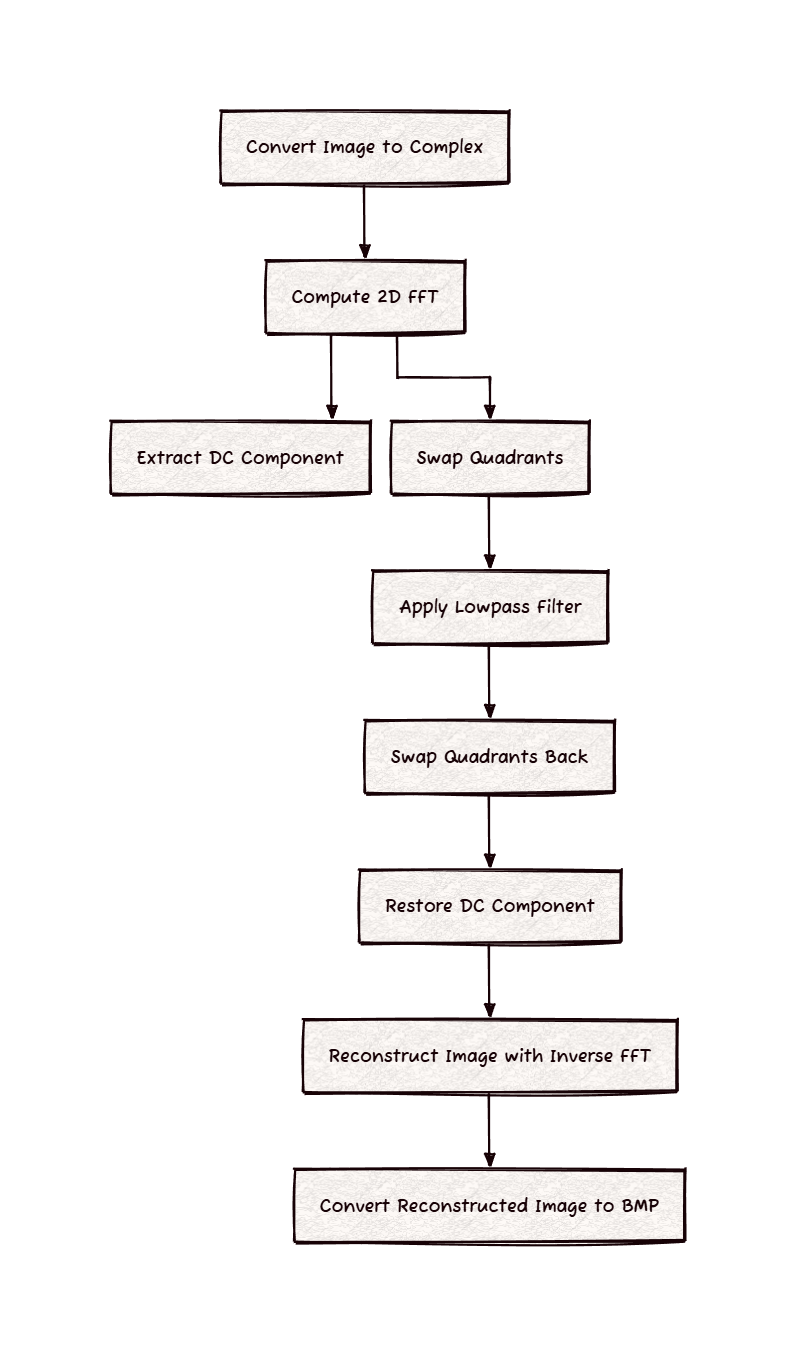 Convert Image to Complex
Compute 2D FFT
Extract DC Component
Swap Quadrants
Apply Lowpass Filter
Swap Quadrants Back
Restore DC Component
Reconstruct Image with Inverse FFT
Convert Reconstructed Image to BMP